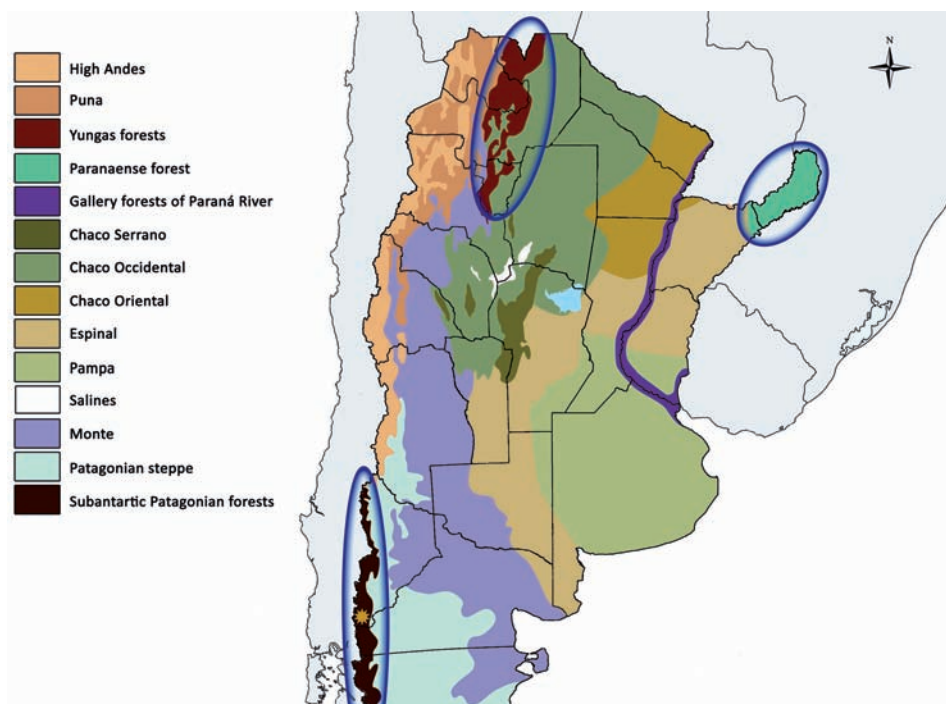 N
High Andes
Puna
Yungas forests
Paranaense forest
Gallery forests of Paraná River
Chaco Serrano
Chaco Occidental
Chaco Oriental
Espinal
Pampa
Salines
Monte
Patagonian steppe
Subantartic Patagonian forests